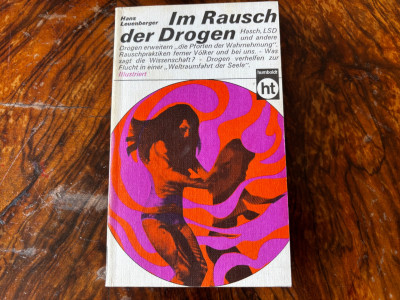 Hans
Leuenberger
Im Rausch
der Drogen
Hasch, LSD
und andere
Drogen erweitern „die Pforten der Wahrnehmung".
Rauschpraktiken ferner Völker und bei uns. - Was
sagt die Wissenschaft? - Drogen verhelfen zur
Flucht in einer „Weltraumfahrt der Seele".
Illustriert
humboldt
ht